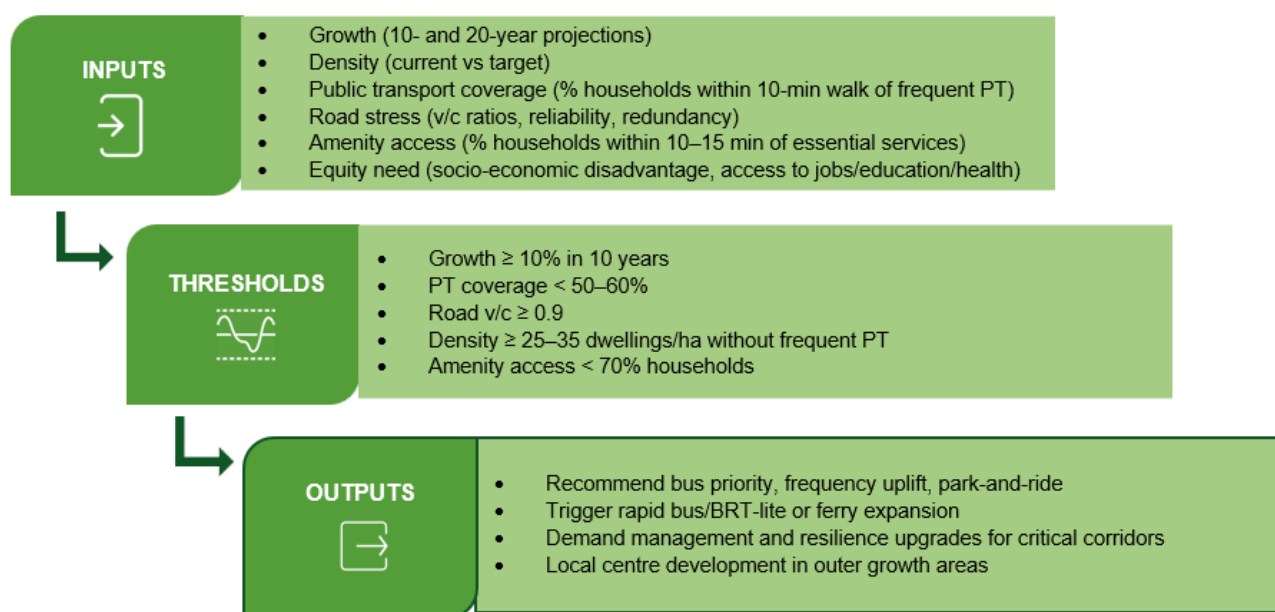 INPUTS
• Growth (10- and 20-year projections)
• Density (current vs target)
• Public transport coverage (% households within 10-min walk of frequent PT)
• Road stress (v/c ratios, reliability, redundancy)
• Amenity access (% households within 10–15 min of essential services)
• Equity need (socio-economic disadvantage, access to jobs/education/health)
THRESHOLDS
• Growth ≥ 10% in 10 years
• PT coverage < 50–60%
• Road v/c ≥ 0.9
• Density ≥ 25–35 dwellings/ha without frequent PT
• Amenity access < 70% households
OUTPUTS
• Recommend bus priority, frequency uplift, park-and-ride
• Trigger rapid bus/BRT-lite or ferry expansion
• Demand management and resilience upgrades for critical corridors
• Local centre development in outer growth areas